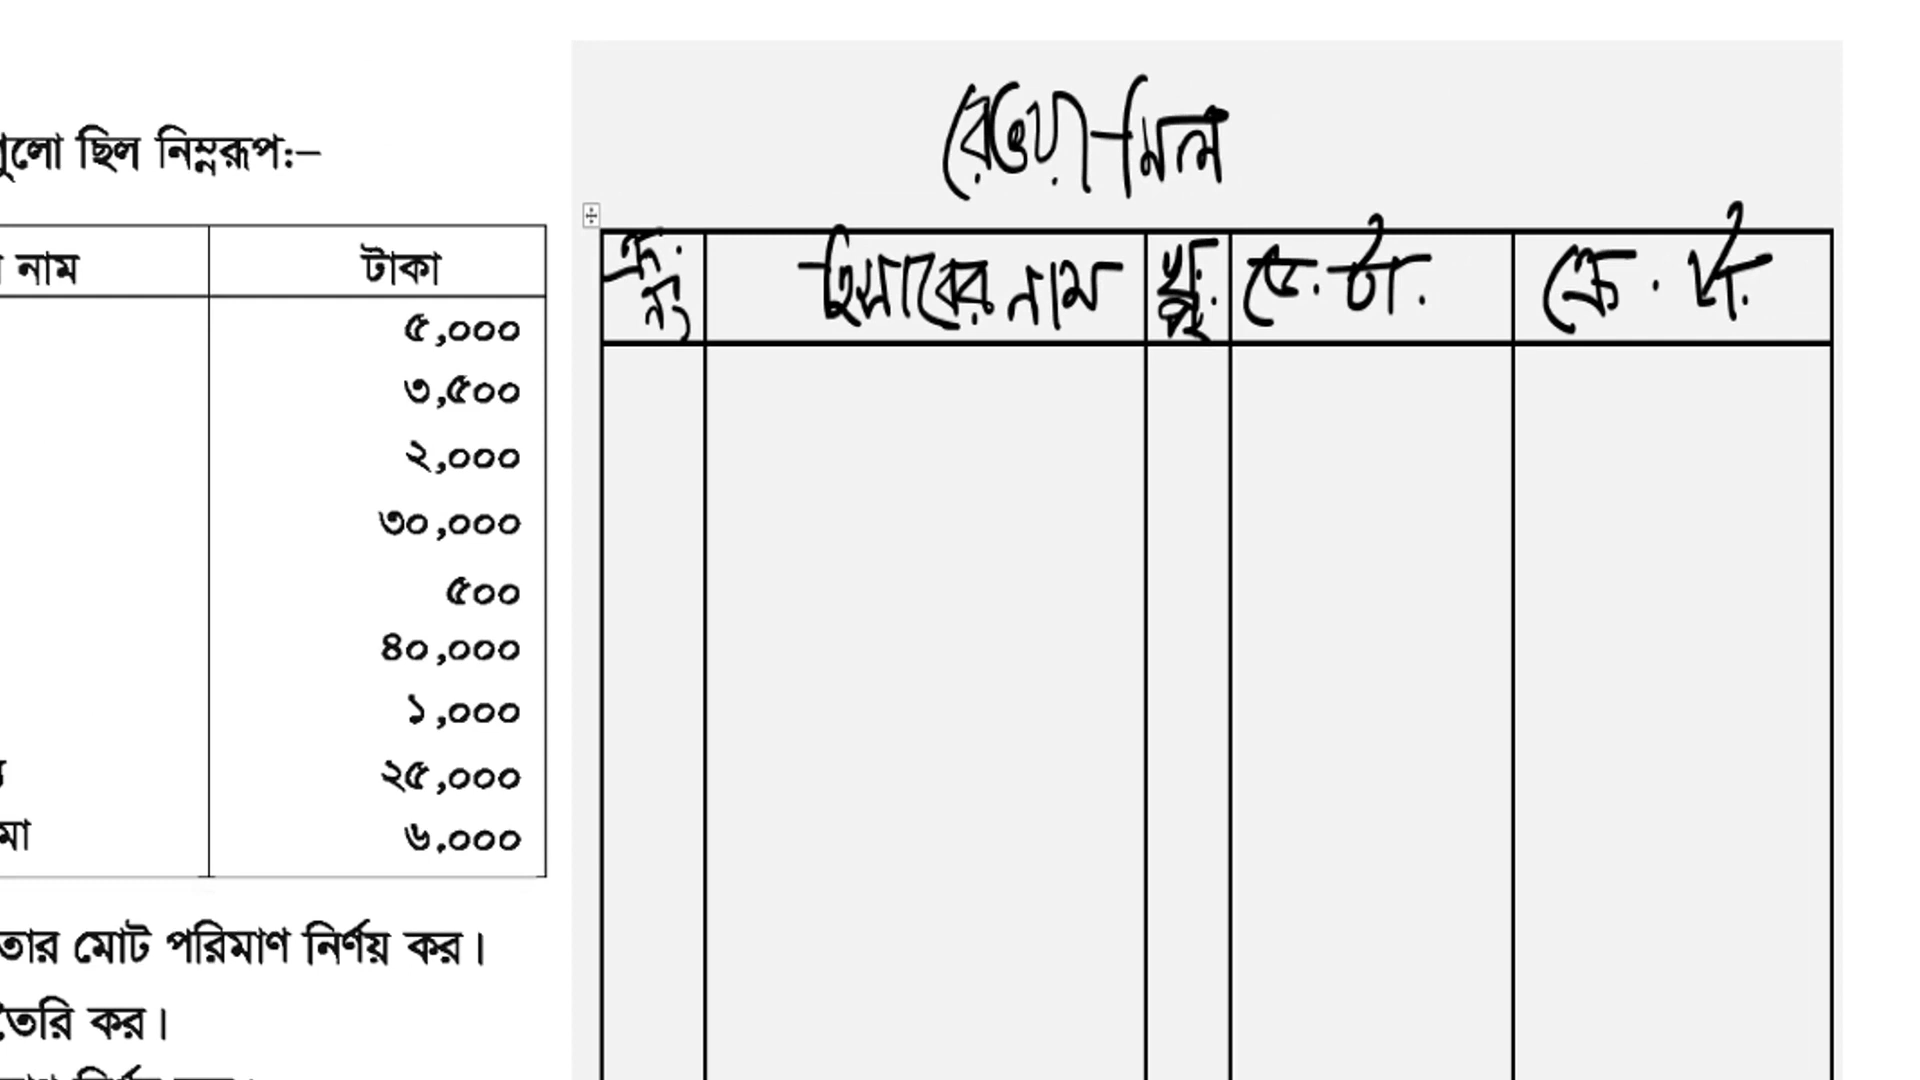 গুলো ছিল নিম্নরূপ:–
নাম টাকা
৫,০০০
৩,৫০০
২,০০০
৩০,০০০
৫০০
৪০,০০০
১,০০০
২৫,০০০
মা ৬.০০০
তার মোট পরিমাণ নির্ণয় কর।
তৈরি কর।
রেওয়ামিল
ক্র. নং হিসাবের নাম খ. পৃ. ডে. টা. ক্রে. টা.